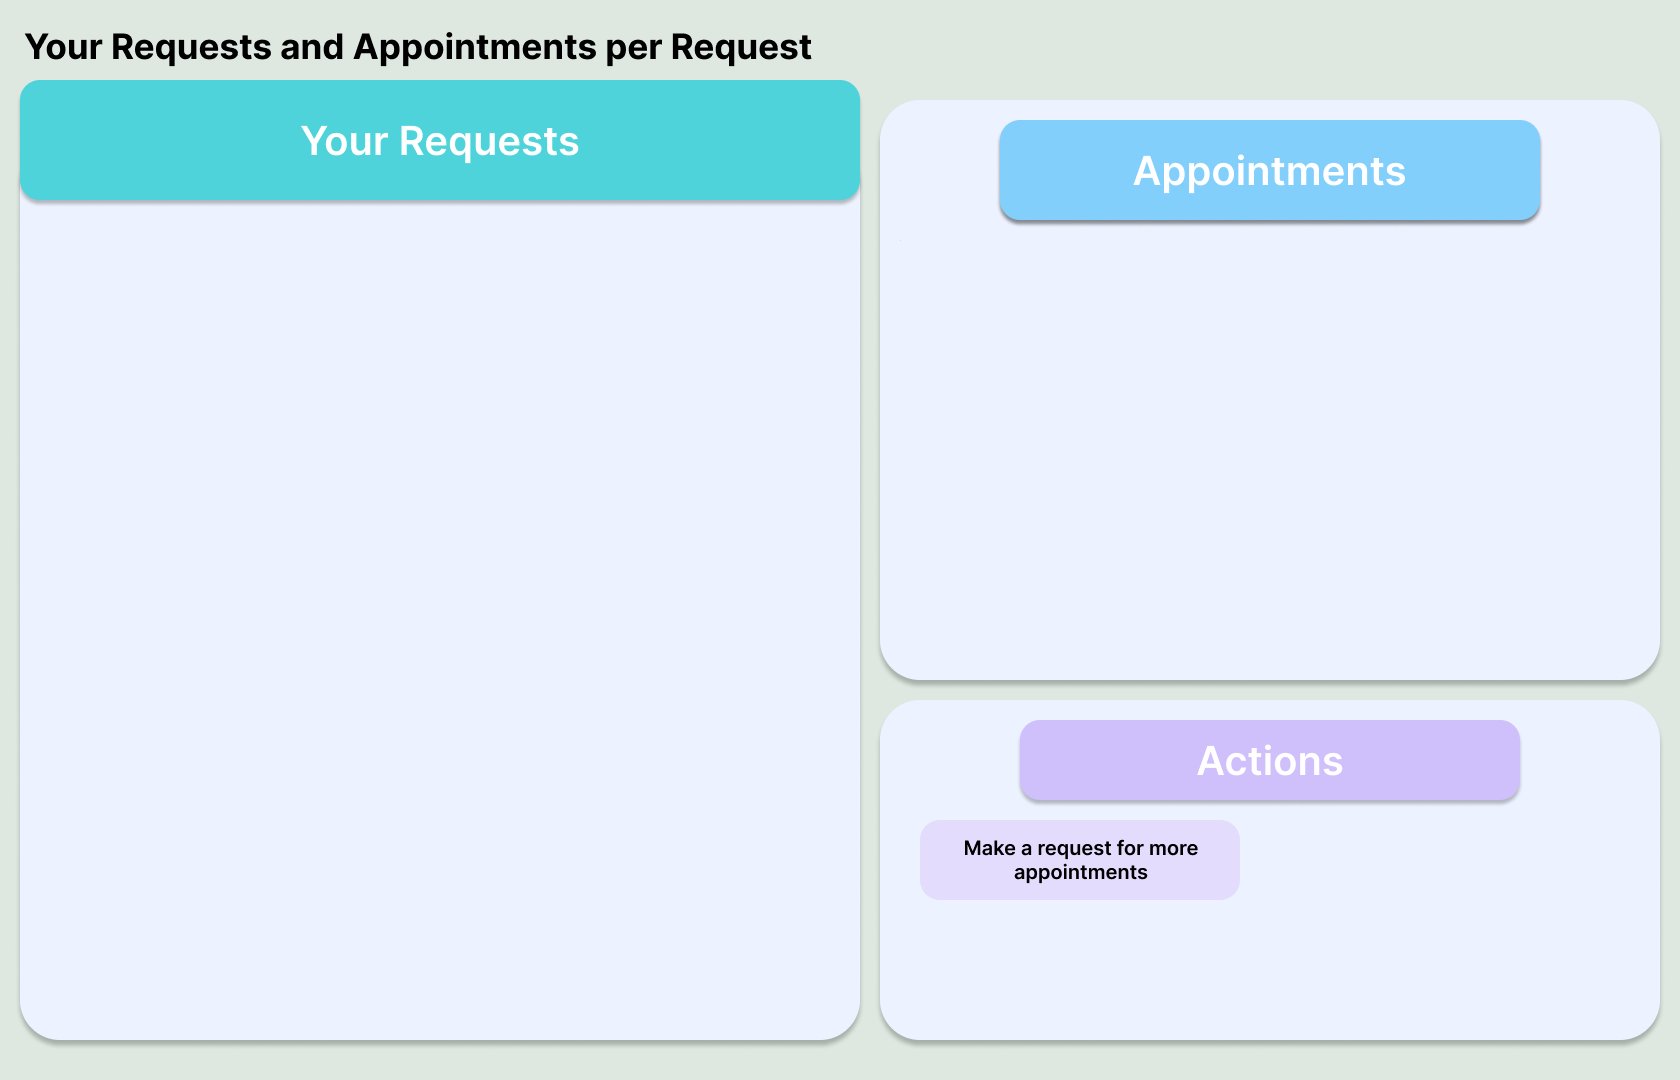 Your Requests and Appointments per Request
Your Requests
Appointments
Actions
Make a request for more
appointments